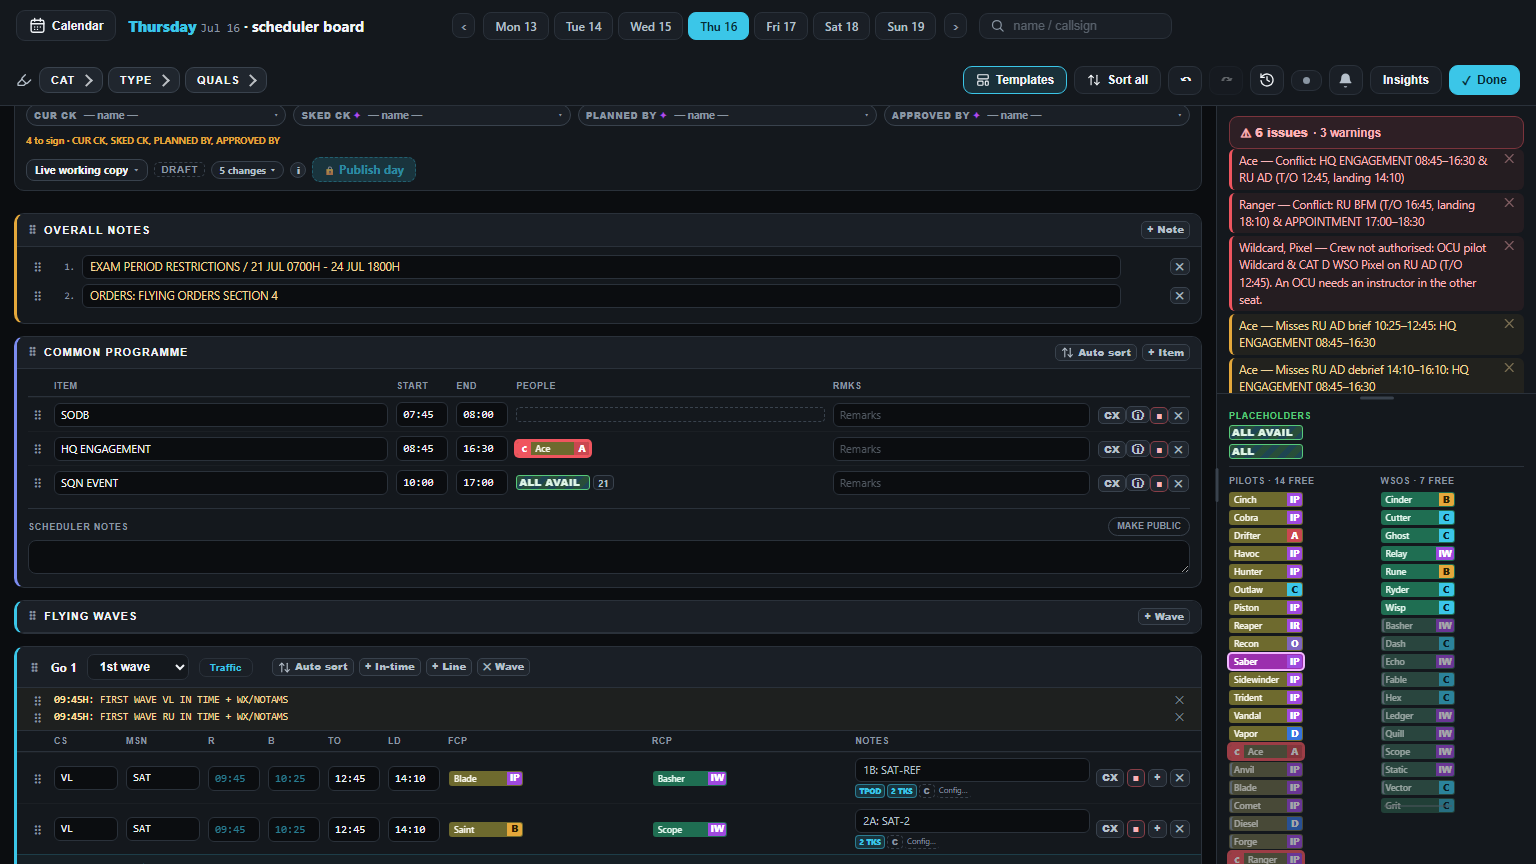 Calendar
Thursday Jul 16 · scheduler board
‹ Mon 13 Tue 14 Wed 15 Thu 16 Fri 17 Sat 18 Sun 19 ›
name / callsign
CAT TYPE QUALS
Templates Sort all Insights ✓ Done
CUR CK — name —
SKED CK ✦ — name —
PLANNED BY ✦ — name —
APPROVED BY ✦ — name —
4 to sign · CUR CK, SKED CK, PLANNED BY, APPROVED BY
Live working copy DRAFT 5 changes i Publish day
OVERALL NOTES + Note
1. EXAM PERIOD RESTRICTIONS / 21 JUL 0700H - 24 JUL 1800H
2. ORDERS: FLYING ORDERS SECTION 4
COMMON PROGRAMME Auto sort + Item
ITEM START END PEOPLE RMKS
SODB 07:45 08:00 Remarks CX
HQ ENGAGEMENT 08:45 16:30 c Ace A Remarks CX
SQN EVENT 10:00 17:00 ALL AVAIL 21 Remarks CX
SCHEDULER NOTES MAKE PUBLIC
FLYING WAVES + Wave
Go 1 1st wave Traffic Auto sort + In-time + Line X Wave
09:45H: FIRST WAVE VL IN TIME + WX/NOTAMS
09:45H: FIRST WAVE RU IN TIME + WX/NOTAMS
CS MSN R B TO LD FCP RCP NOTES
VL SAT 09:45 10:25 12:45 14:10 Blade IP Basher IW 1B: SAT-REF CX
TPOD 2 TKS C Config...
VL SAT 09:45 10:25 12:45 14:10 Saint B Scope IW 2A: SAT-2 CX
2 TKS C Config...
⚠ 6 issues · 3 warnings
Ace — Conflict: HQ ENGAGEMENT 08:45–16:30 &
RU AD (T/O 12:45, landing 14:10)
Ranger — Conflict: RU BFM (T/O 16:45, landing
18:10) & APPOINTMENT 17:00–18:30
Wildcard, Pixel — Crew not authorised: OCU pilot
Wildcard & CAT D WSO Pixel on RU AD (T/O
12:45). An OCU needs an instructor in the other
seat.
Ace — Misses RU AD brief 10:25–12:45: HQ
ENGAGEMENT 08:45–16:30
Ace — Misses RU AD debrief 14:10–16:10: HQ
ENGAGEMENT 08:45–16:30
PLACEHOLDERS
ALL AVAIL
ALL
PILOTS · 14 FREE
Cinch IP
Cobra IP
Drifter A
Havoc IP
Hunter IP
Outlaw C
Piston IP
Reaper IR
Recon O
Saber IP
Sidewinder IP
Trident IP
Vandal IP
Vapor D
c Ace A
Anvil IP
Blade IP
Comet IP
Diesel D
Forge IP
c Ranger IP
WSOS · 7 FREE
Cinder B
Cutter C
Ghost C
Relay IW
Rune B
Ryder C
Wisp C
Basher IW
Dash C
Echo IW
Fable C
Hex C
Ledger IW
Quill IW
Scope IW
Static IW
Vector C
Grit C